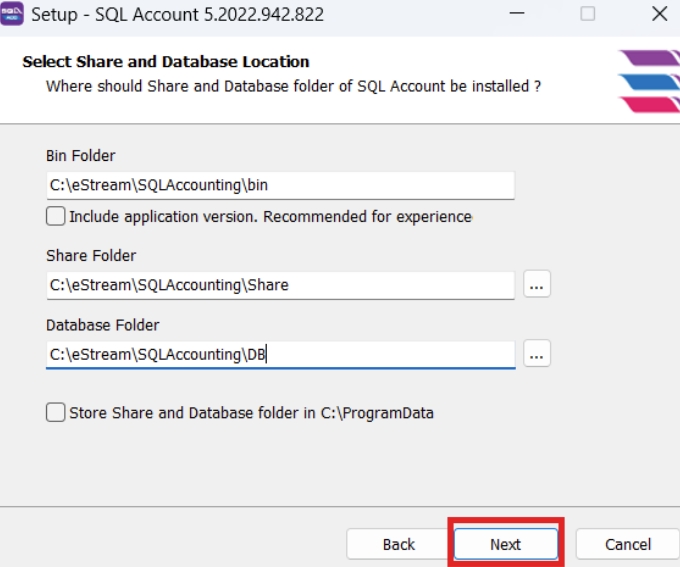 Setup - SQL Account 5.2022.942.822
Select Share and Database Location
Where should Share and Database folder of SQL Account be installed ?
Bin Folder
C:\eStream\SQLAccounting\bin
Include application version. Recommended for experience
Share Folder
C:\eStream\SQLAccounting\Share
...
Database Folder
C:\eStream\SQLAccounting\DB
...
Store Share and Database folder in C:\ProgramData
Back Next Cancel